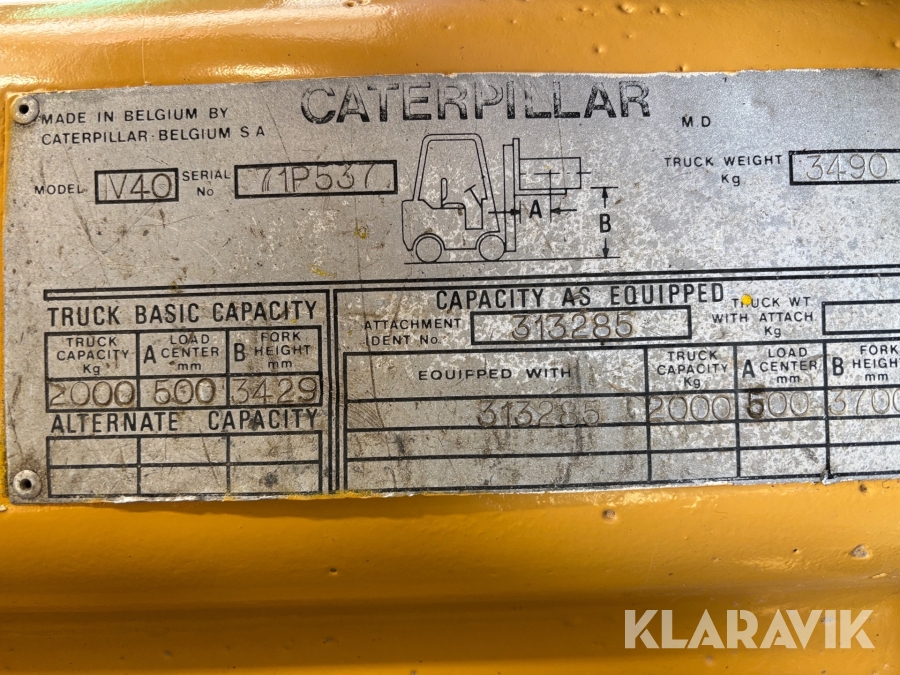 CATERPILLAR
MADE IN BELGIUM BY
CATERPILLAR BELGIUM S A
M.D
MODEL V40 SERIAL No 71P537
TRUCK WEIGHT Kg 3490
A
B
TRUCK BASIC CAPACITY
TRUCK CAPACITY Kg A LOAD CENTER mm B FORK HEIGHT mm
2000 500 3429
ALTERNATE CAPACITY
CAPACITY AS EQUIPPED
ATTACHMENT IDENT No. 313285
TRUCK WT WITH ATTACH Kg
EQUIPPED WITH TRUCK CAPACITY Kg A LOAD CENTER mm B FORK HEIGHT mm
313285 2000 500 3700
KLARAVIK